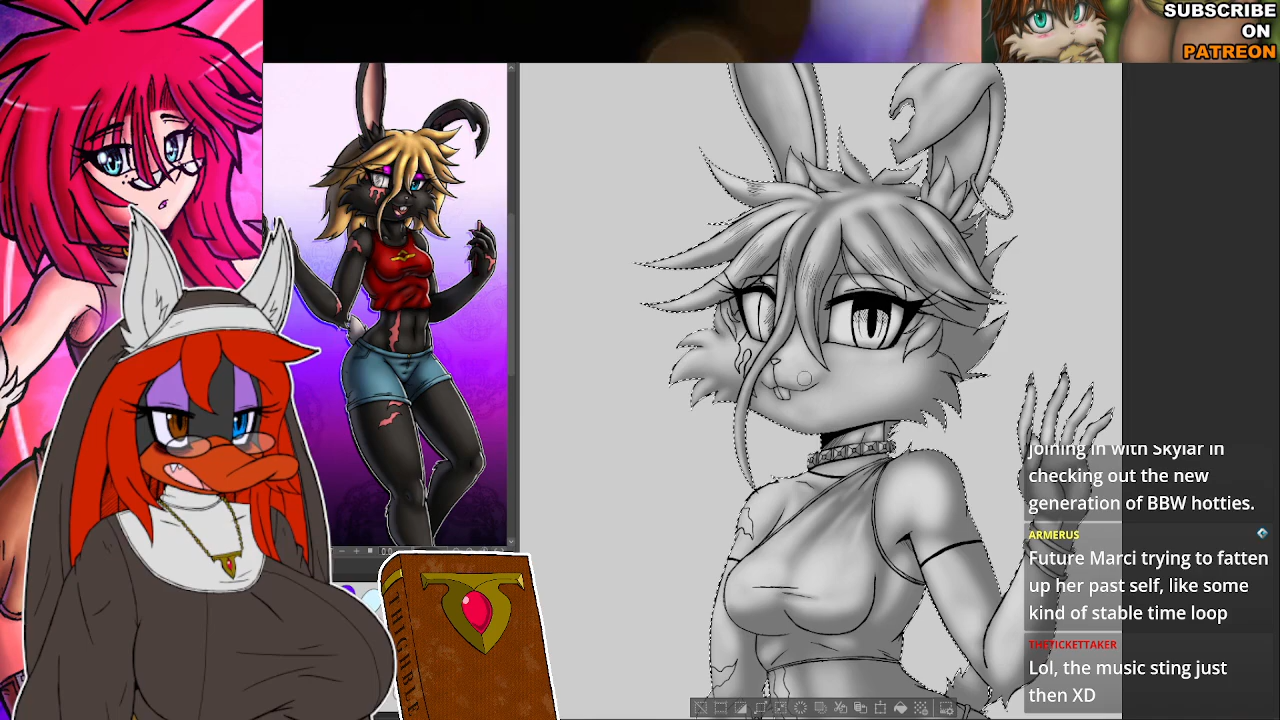 SUBSCRIBE
ON
PATREON
joining in with Skylar in
checking out the new
generation of BBW hotties.
ARMERUS
Future Marci trying to fatten
up her past self, like some
kind of stable time loop
THETICKETTAKER
Lol, the music sting just
then XD
THIGHBLE